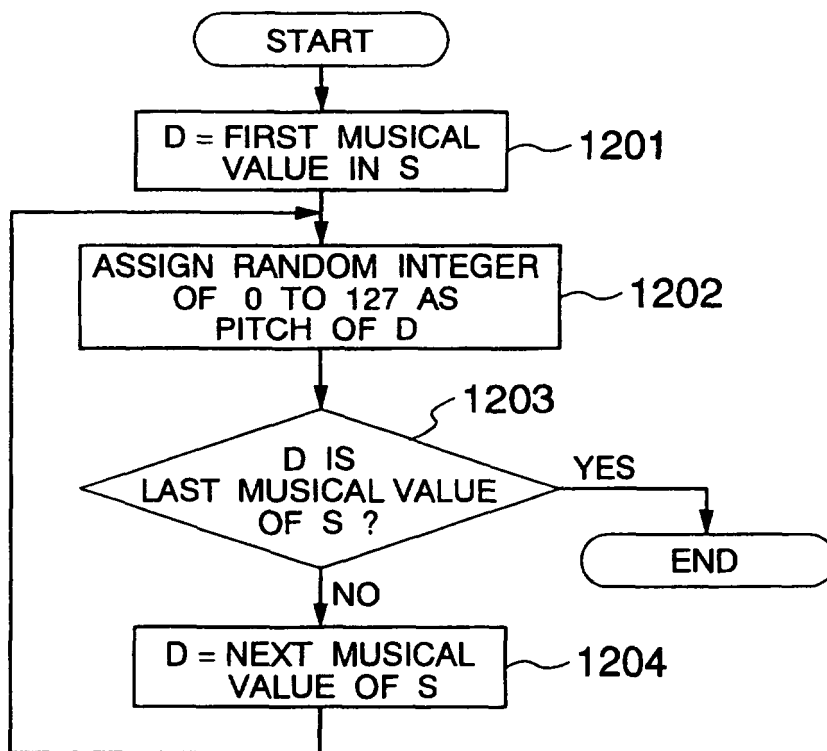 START
D = FIRST MUSICAL
VALUE IN S
1201
ASSIGN RANDOM INTEGER
OF 0 TO 127 AS
PITCH OF D
1202
1203
D IS
LAST MUSICAL VALUE
OF S ?
YES
END
NO
D = NEXT MUSICAL
VALUE OF S
1204